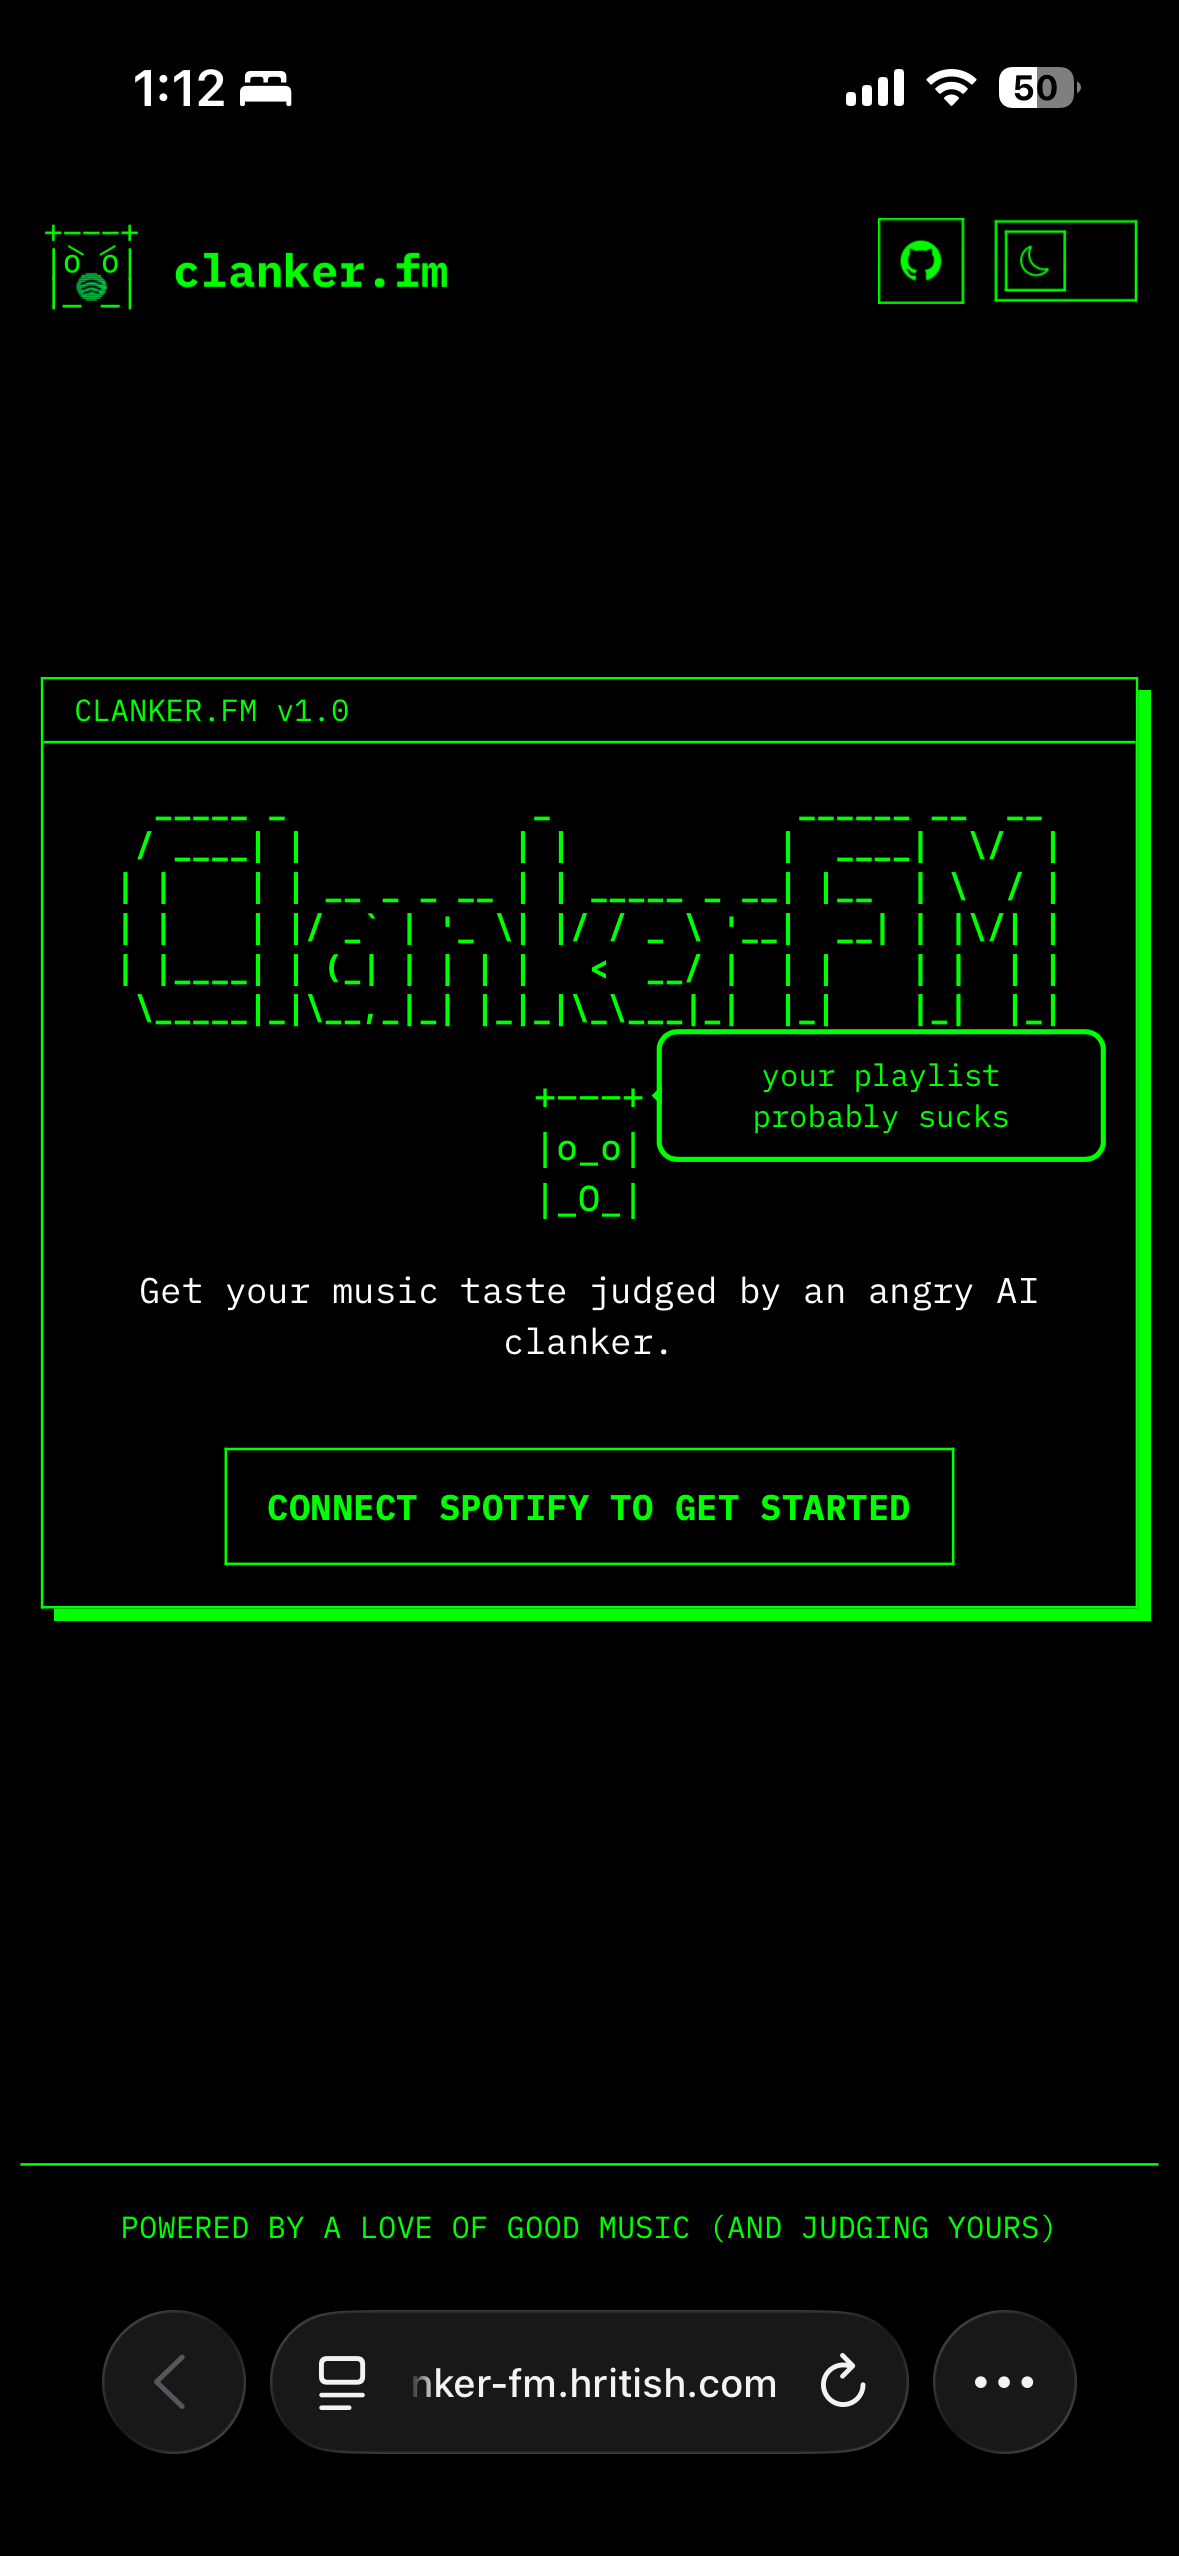 1:12
50
+---+
clanker.fm
CLANKER.FM v1.0
ClankerFM
your playlist
probably sucks
+---+
|o_o|
|_O_|
Get your music taste judged by an angry AI
clanker.
CONNECT SPOTIFY TO GET STARTED
POWERED BY A LOVE OF GOOD MUSIC (AND JUDGING YOURS)
nker-fm.hritish.com